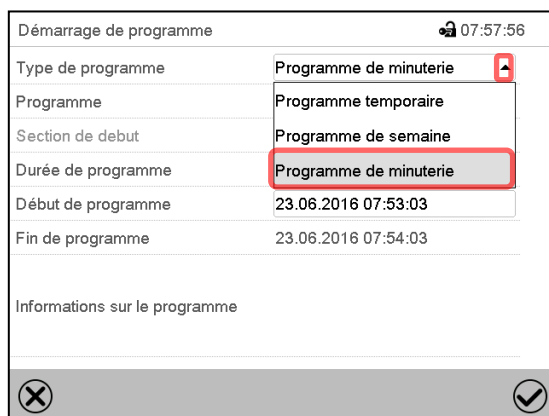 Démarrage de programme 07:57:56
Type de programme Programme de minuterie
Programme Programme temporaire
Section de debut Programme de semaine
Durée de programme Programme de minuterie
Début de programme 23.06.2016 07:53:03
Fin de programme 23.06.2016 07:54:03
Informations sur le programme